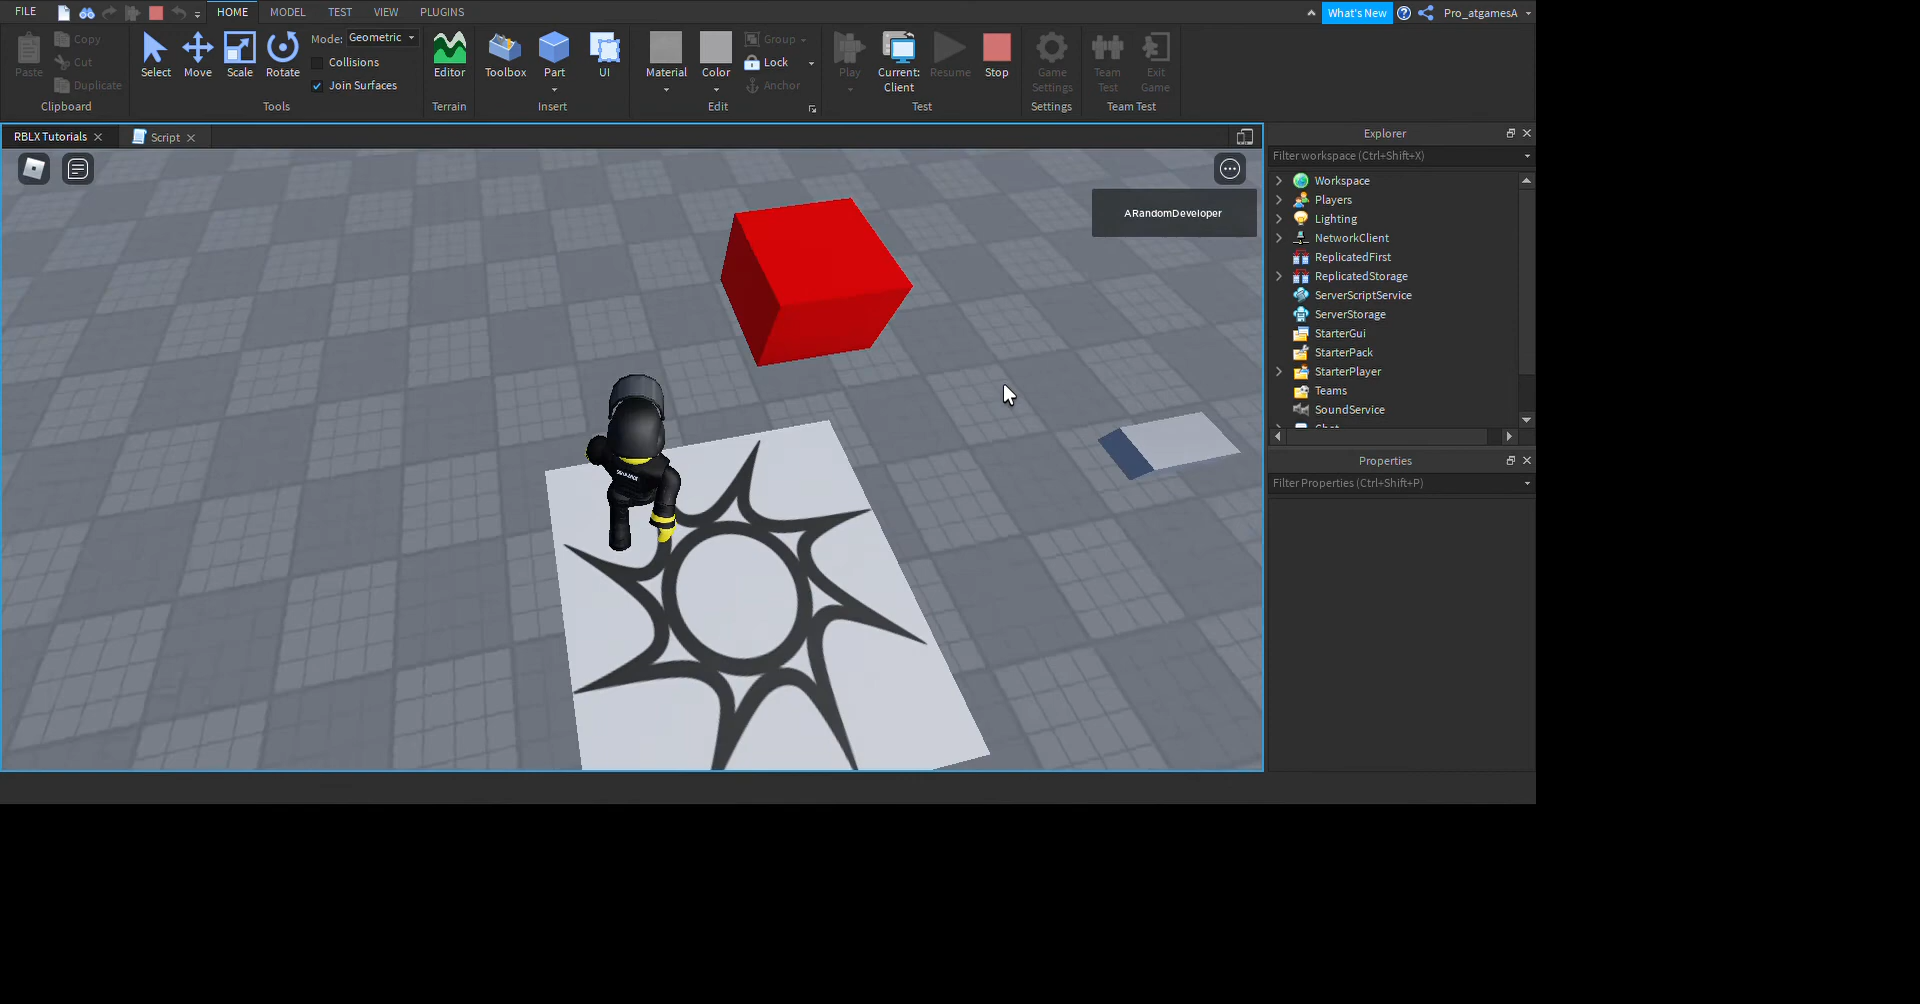 FILE HOME MODEL TEST VIEW PLUGINS What's New Pro_atgamesA
Paste Copy Cut Duplicate
Clipboard
Select Move Scale Rotate
Mode: Geometric
Collisions
Join Surfaces
Tools
Editor
Terrain
Toolbox Part UI
Insert
Material Color
Group
Lock
Anchor
Edit
Play Current: Client Resume Stop
Test
Game Settings
Settings
Team Test Exit Game
Team Test
RBLX Tutorials Script
ARandomDeveloper
Explorer
Filter workspace (Ctrl+Shift+X)
Workspace
Players
Lighting
NetworkClient
ReplicatedFirst
ReplicatedStorage
ServerScriptService
ServerStorage
StarterGui
StarterPack
StarterPlayer
Teams
SoundService
Properties
Filter Properties (Ctrl+Shift+P)